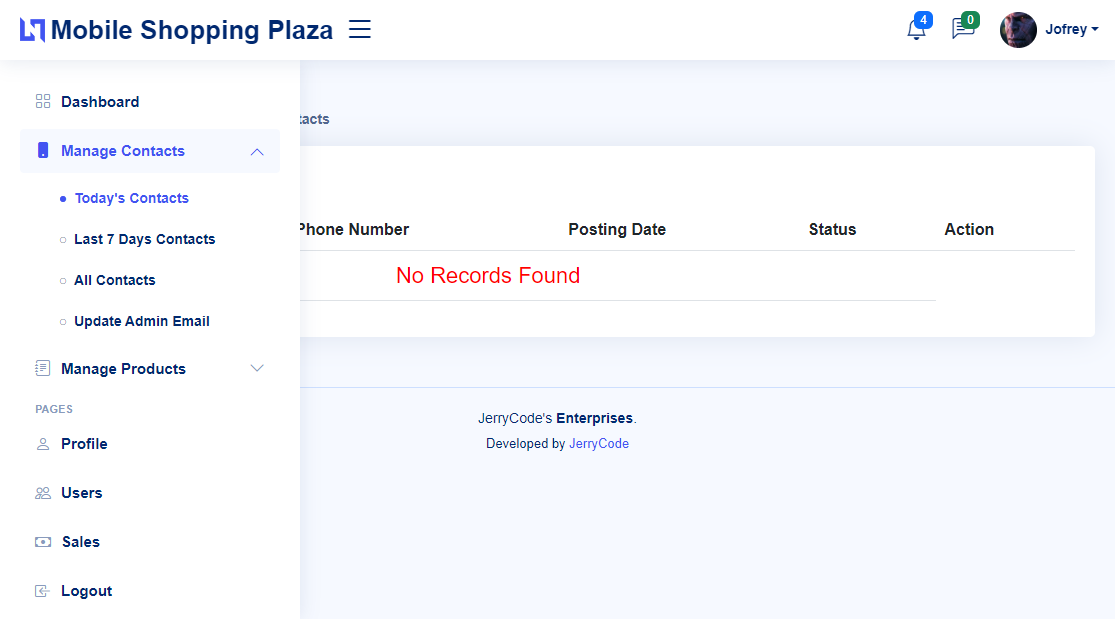 Mobile Shopping Plaza
4
0
Jofrey
Dashboard
Manage Contacts
Today's Contacts
Last 7 Days Contacts
All Contacts
Update Admin Email
Manage Products
PAGES
Profile
Users
Sales
Logout
tacts
Phone Number Posting Date Status Action
No Records Found
JerryCode's Enterprises.
Developed by JerryCode